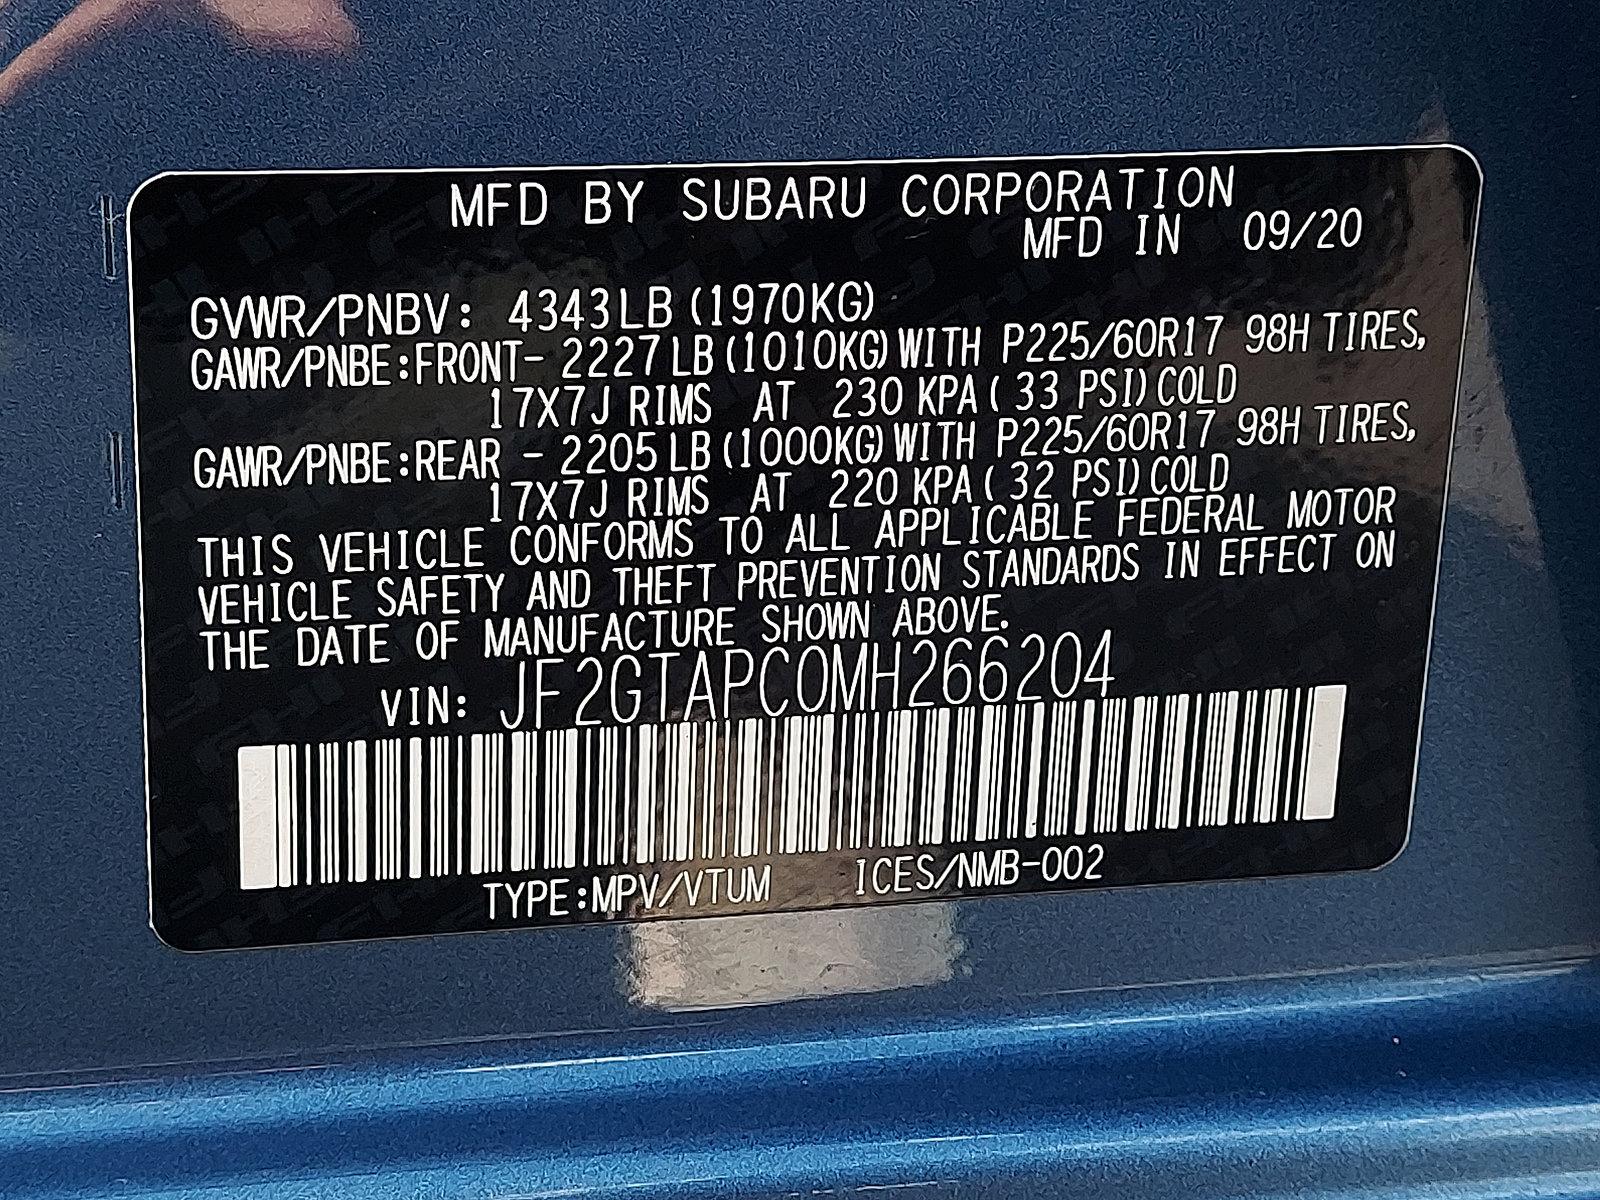 MFD BY SUBARU CORPORATION
MFD IN 09/20
GVWR/PNBV: 4343LB (1970KG)
GAWR/PNBE:FRONT- 2227LB (1010KG) WITH P225/60R17 98H TIRES,
17X7J RIMS AT 230 KPA ( 33 PSI) COLD
GAWR/PNBE:REAR - 2205LB (1000KG) WITH P225/60R17 98H TIRES,
17X7J RIMS AT 220 KPA ( 32 PSI) COLD
THIS VEHICLE CONFORMS TO ALL APPLICABLE FEDERAL MOTOR
VEHICLE SAFETY AND THEFT PREVENTION STANDARDS IN EFFECT ON
THE DATE OF MANUFACTURE SHOWN ABOVE.
VIN: JF2GTAPC0MH266204
TYPE:MPV/VTUM ICES/NMB-002